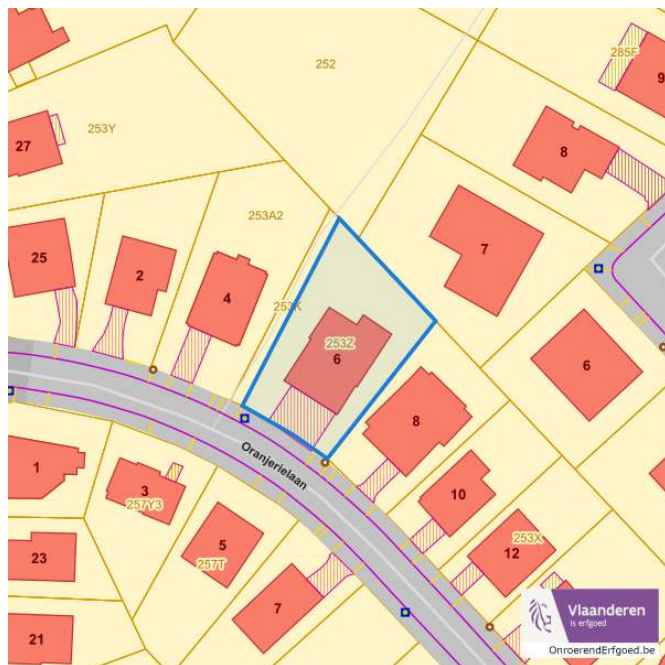 252
285F
9
253Y
27
8
253A2
7
25
2
4
253K
253Z
6
6
8
Oranjerielaan
1
3
257Y3
10
5
257T
253X
12
23
7
21
Vlaanderen
is erfgoed
OnroerendErfgoed.be